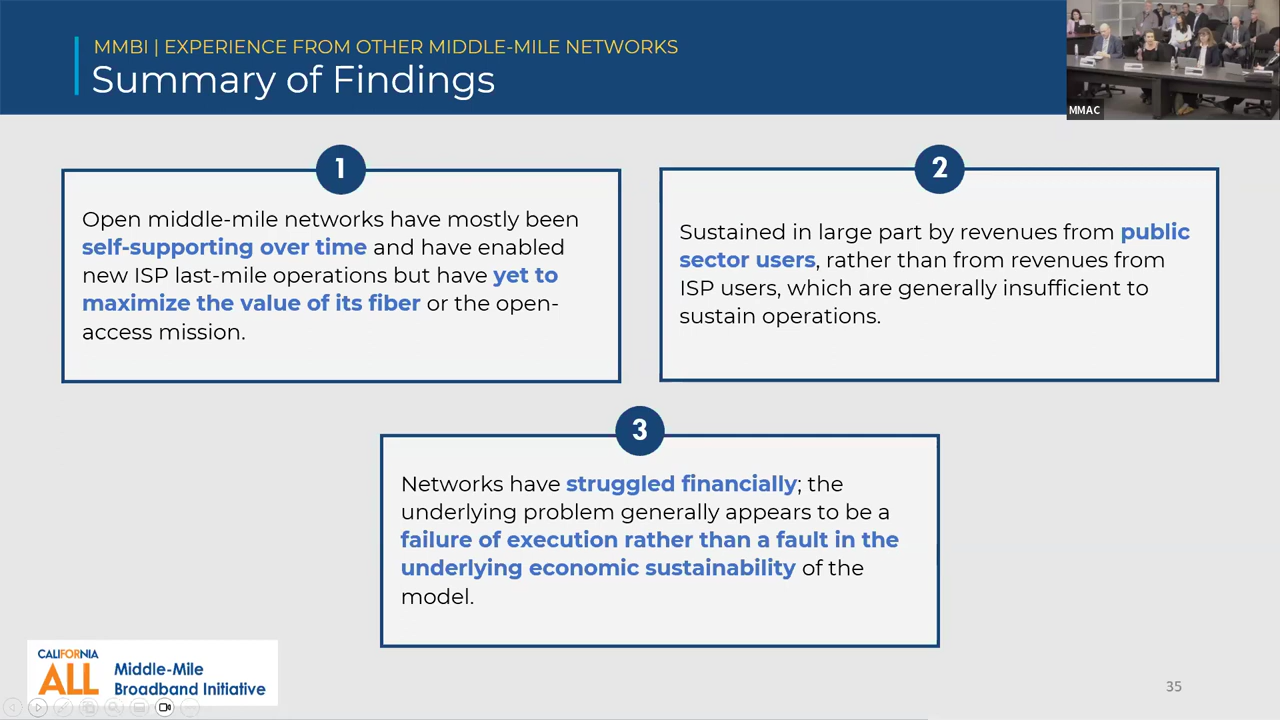 MMBI | EXPERIENCE FROM OTHER MIDDLE-MILE NETWORKS
Summary of Findings
MMAC
1
Open middle-mile networks have mostly been
self-supporting over time and have enabled
new ISP last-mile operations but have yet to
maximize the value of its fiber or the open-
access mission.
2
Sustained in large part by revenues from public
sector users, rather than from revenues from
ISP users, which are generally insufficient to
sustain operations.
3
Networks have struggled financially; the
underlying problem generally appears to be a
failure of execution rather than a fault in the
underlying economic sustainability of the
model.
CALIFORNIA
ALL
Middle-Mile
Broadband Initiative
35